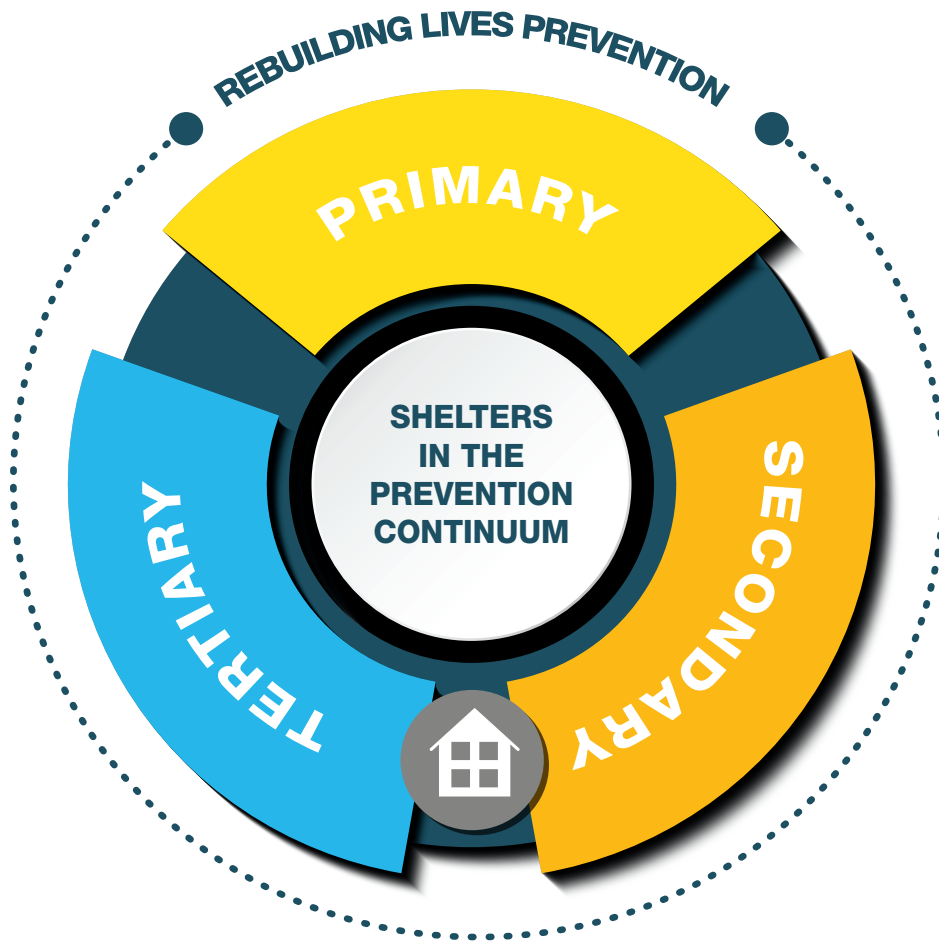 REBUILDING LIVES PREVENTION
PRIMARY
SHELTERS
IN THE
PREVENTION
CONTINUUM
SECONDARY
TERTIARY